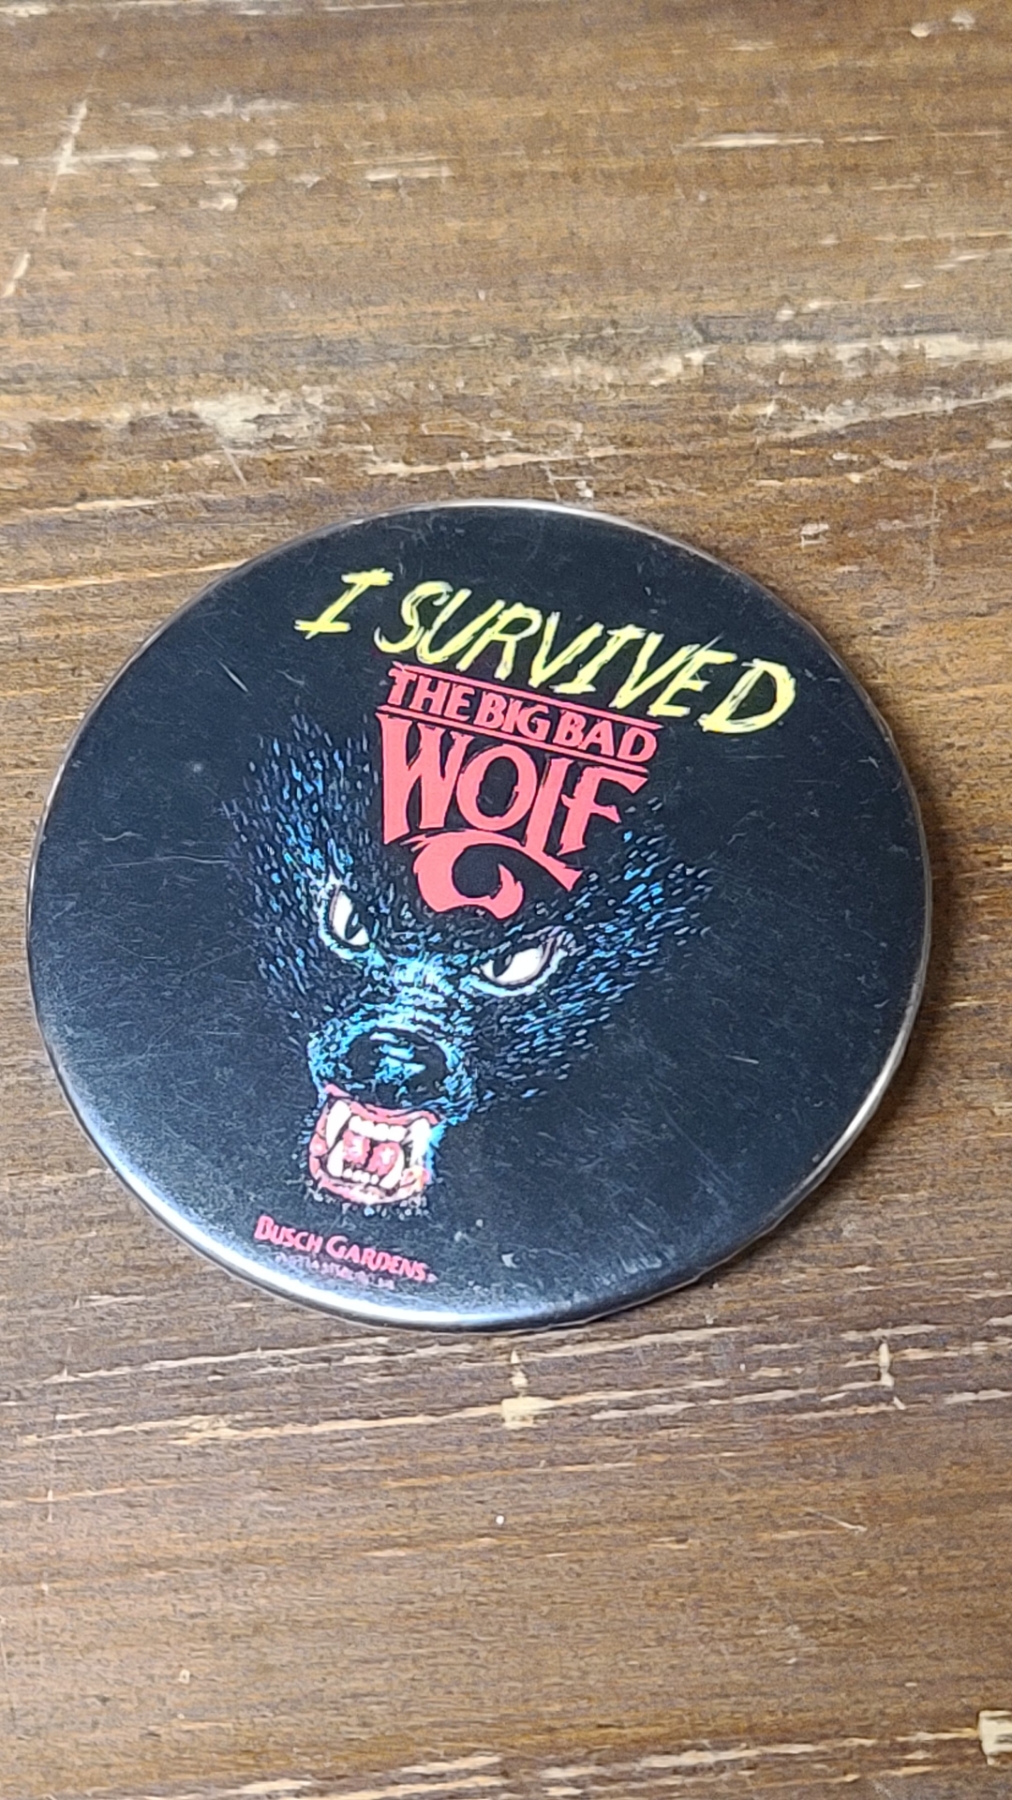 I SURVIVED
THE BIG BAD
WOLF
BUSCH GARDENS®